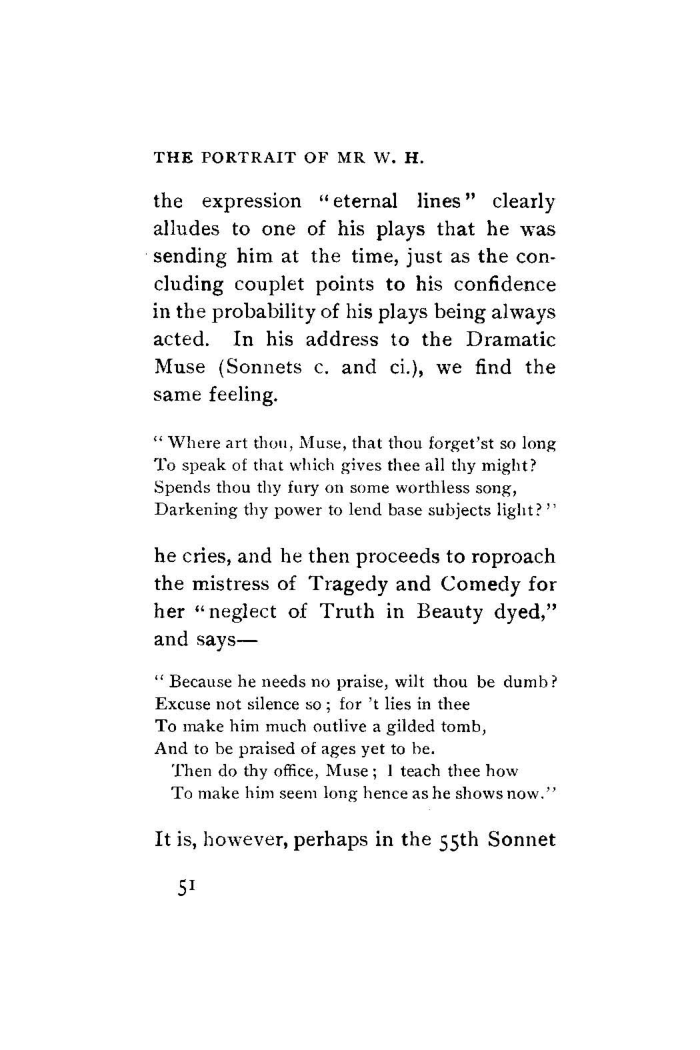 THE PORTRAIT OF MR W. H.
the expression “eternal lines” clearly
alludes to one of his plays that he was
sending him at the time, just as the con-
cluding couplet points to his confidence
in the probability of his plays being always
acted. In his address to the Dramatic
Muse (Sonnets c. and ci.), we find the
same feeling.
“ Where art thou, Muse, that thou forget’st so long
To speak of that which gives thee all thy might?
Spends thou thy fury on some worthless song,
Darkening thy power to lend base subjects light?”
he cries, and he then proceeds to roproach
the mistress of Tragedy and Comedy for
her “neglect of Truth in Beauty dyed,”
and says—
“ Because he needs no praise, wilt thou be dumb?
Excuse not silence so ; for ’t lies in thee
To make him much outlive a gilded tomb,
And to be praised of ages yet to be.
Then do thy office, Muse ; I teach thee how
To make him seem long hence as he shows now.”
It is, however, perhaps in the 55th Sonnet
51